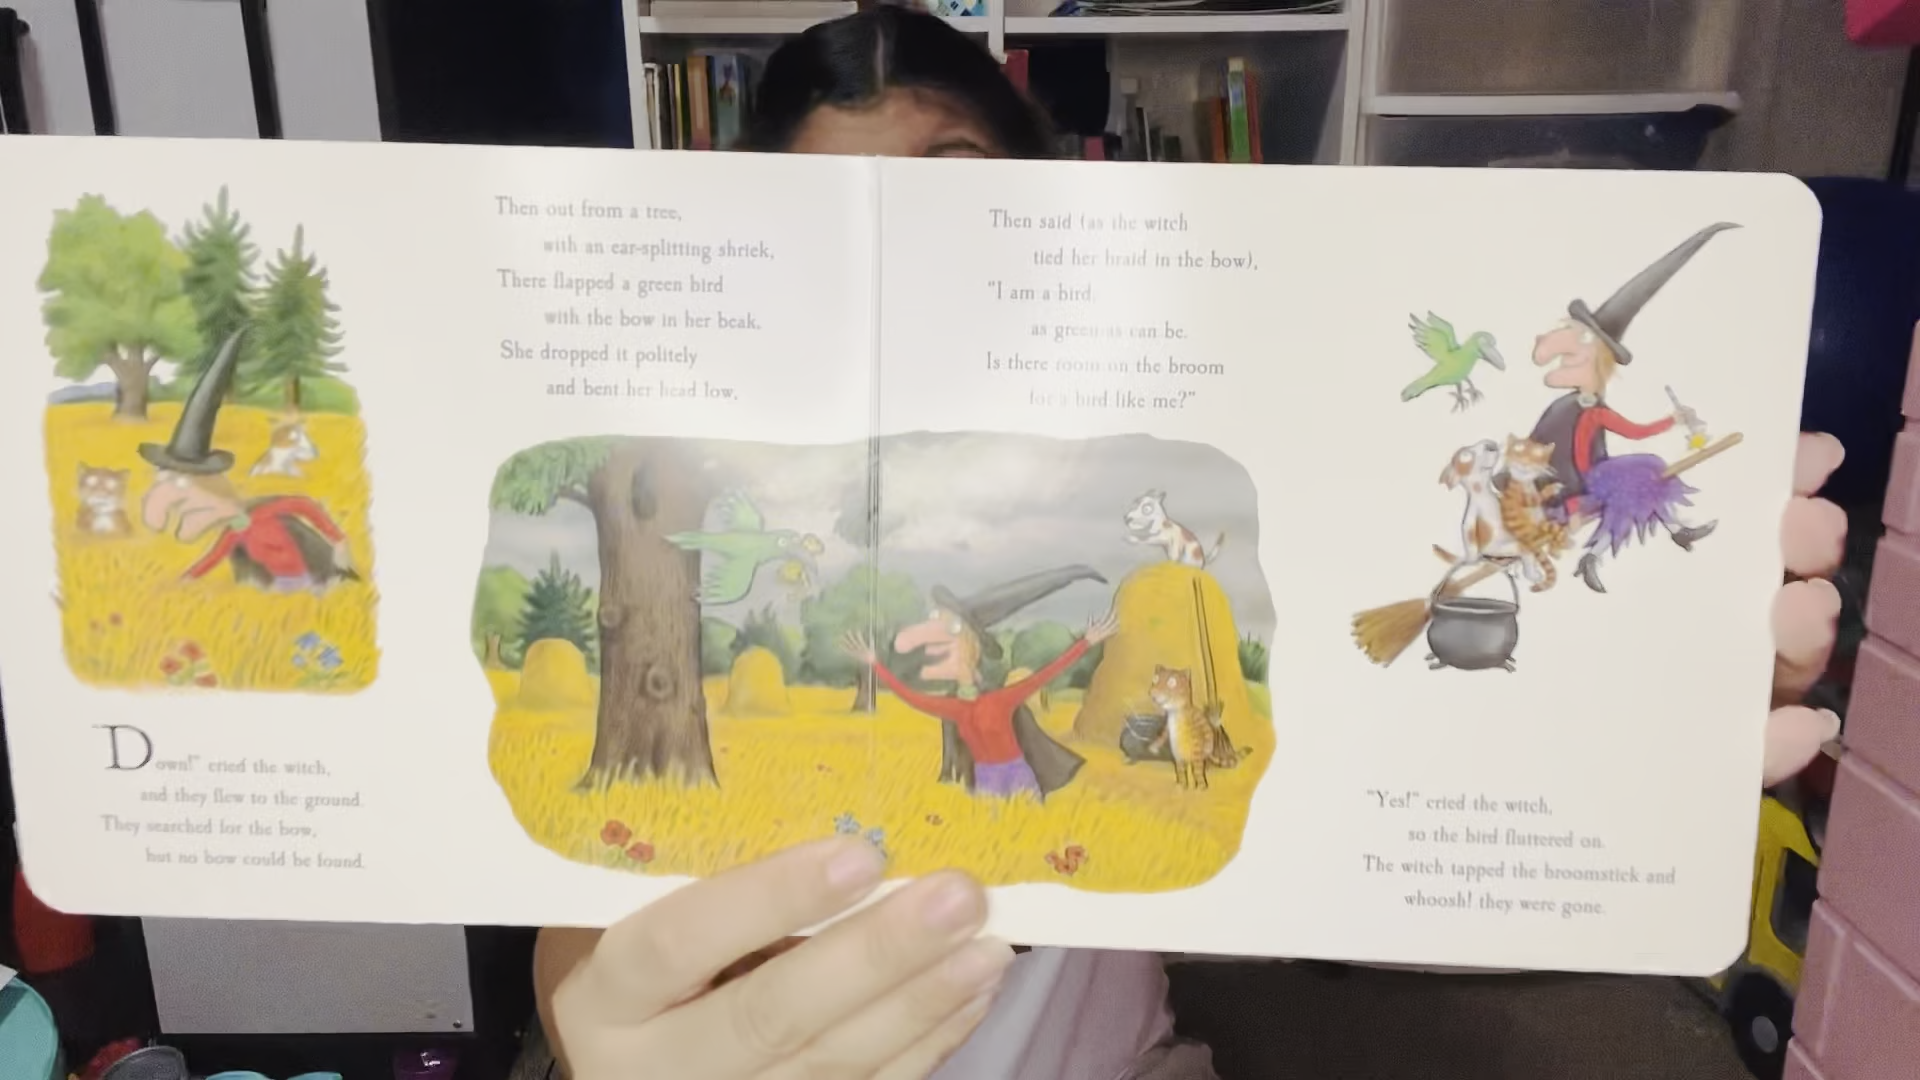 Down!" cried the witch,
and they flew to the ground.
They searched for the bow,
but no bow could be found.
Then out from a tree,
with an ear-splitting shriek,
There flapped a green bird
with the bow in her beak.
She dropped it politely
and bent her head low,
Then said (as the witch
tied her braid in the bow),
"I am a bird,
as green as can be.
Is there room on the broom
for a bird like me?"
"Yes!" cried the witch,
so the bird fluttered on.
The witch tapped the broomstick and
whoosh! they were gone.